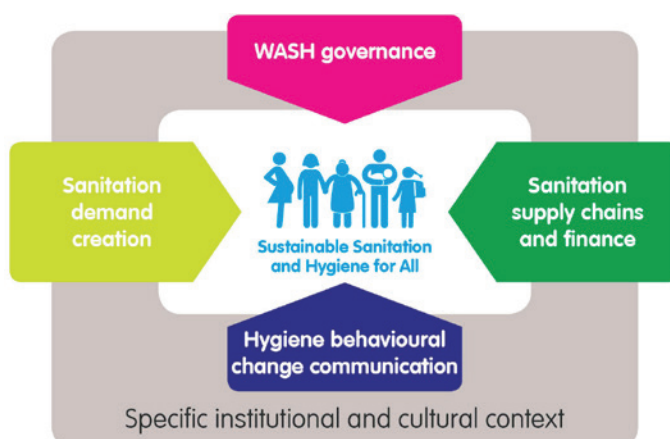 WASH governance
Sanitation
demand
creation
Sustainable Sanitation
and Hygiene for All
Sanitation
supply chains
and finance
Hygiene behavioural
change communication
Specific institutional and cultural context